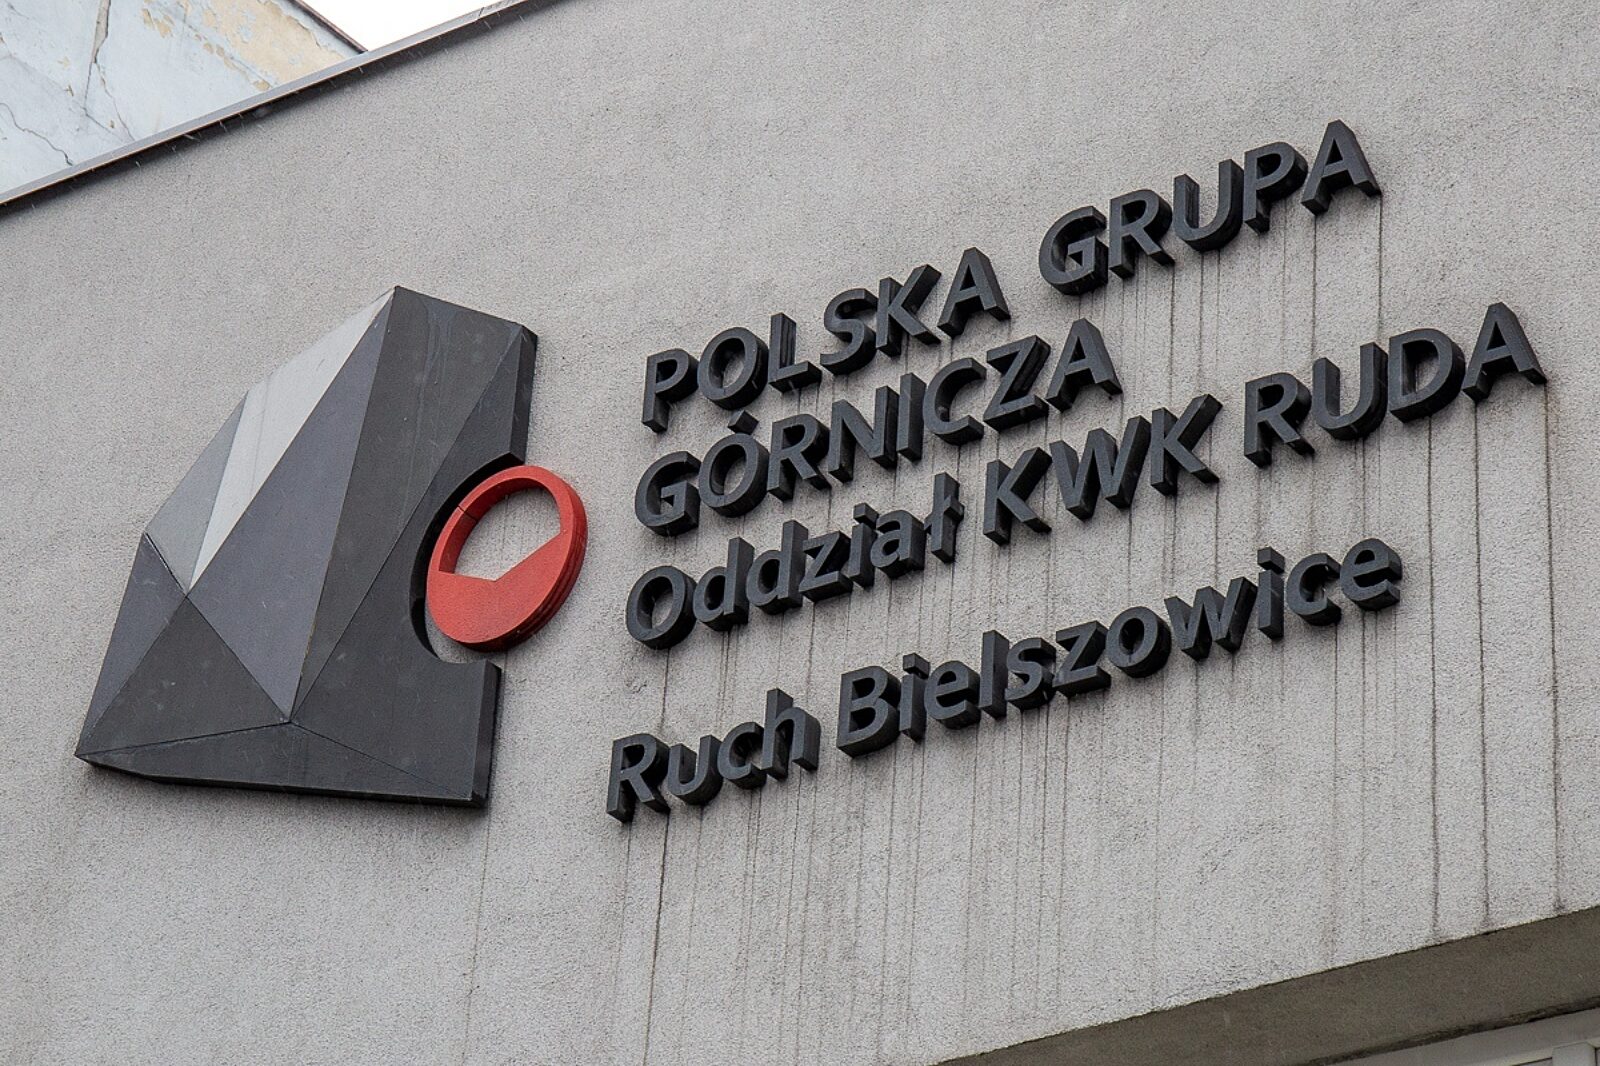 POLSKA GRUPA
GÓRNICZA
Oddział KWK RUDA
Ruch Bielszowice